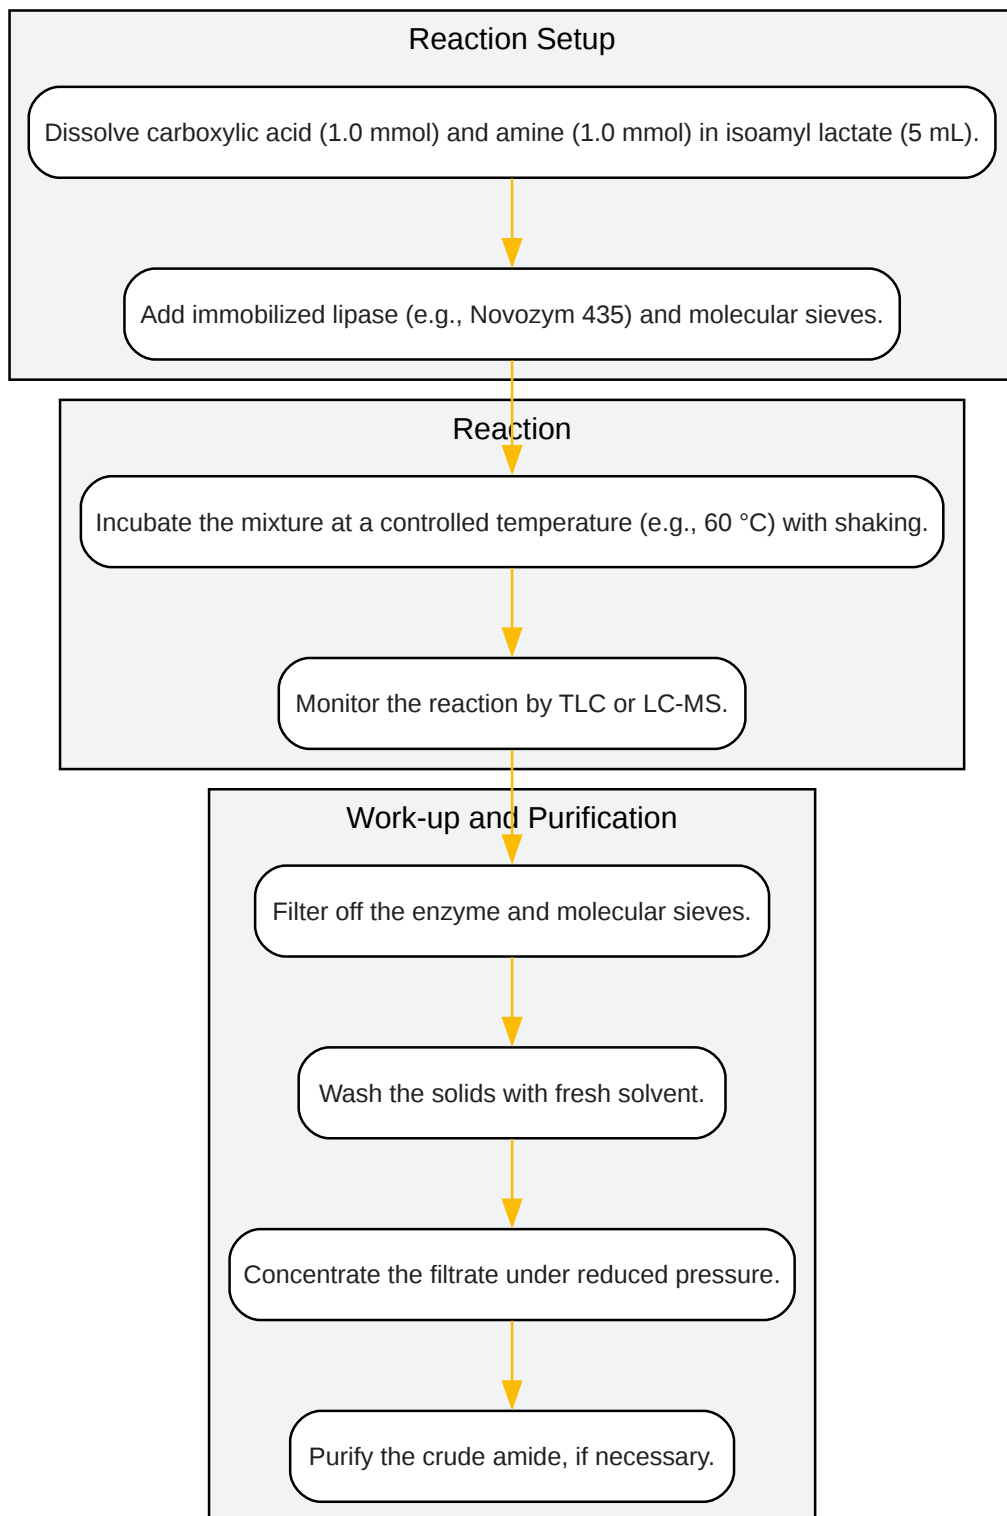 Reaction Setup
Dissolve carboxylic acid (1.0 mmol) and amine (1.0 mmol) in isoamyl lactate (5 mL).
Add immobilized lipase (e.g., Novozym 435) and molecular sieves.
Reaction
Incubate the mixture at a controlled temperature (e.g., 60 °C) with shaking.
Monitor the reaction by TLC or LC-MS.
Work-up and Purification
Filter off the enzyme and molecular sieves.
Wash the solids with fresh solvent.
Concentrate the filtrate under reduced pressure.
Purify the crude amide, if necessary.